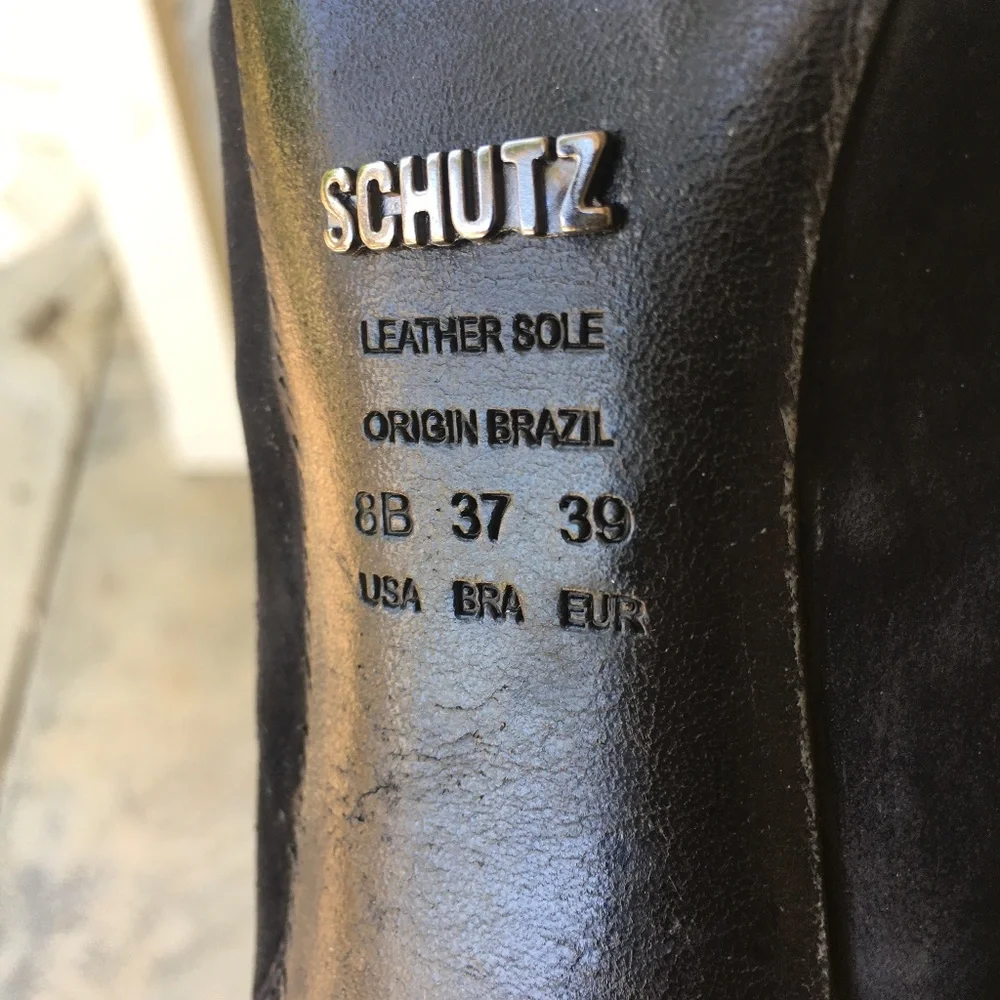 SCHUTZ
LEATHER SOLE
ORIGIN BRAZIL
8B 37 39
USA BRA EUR